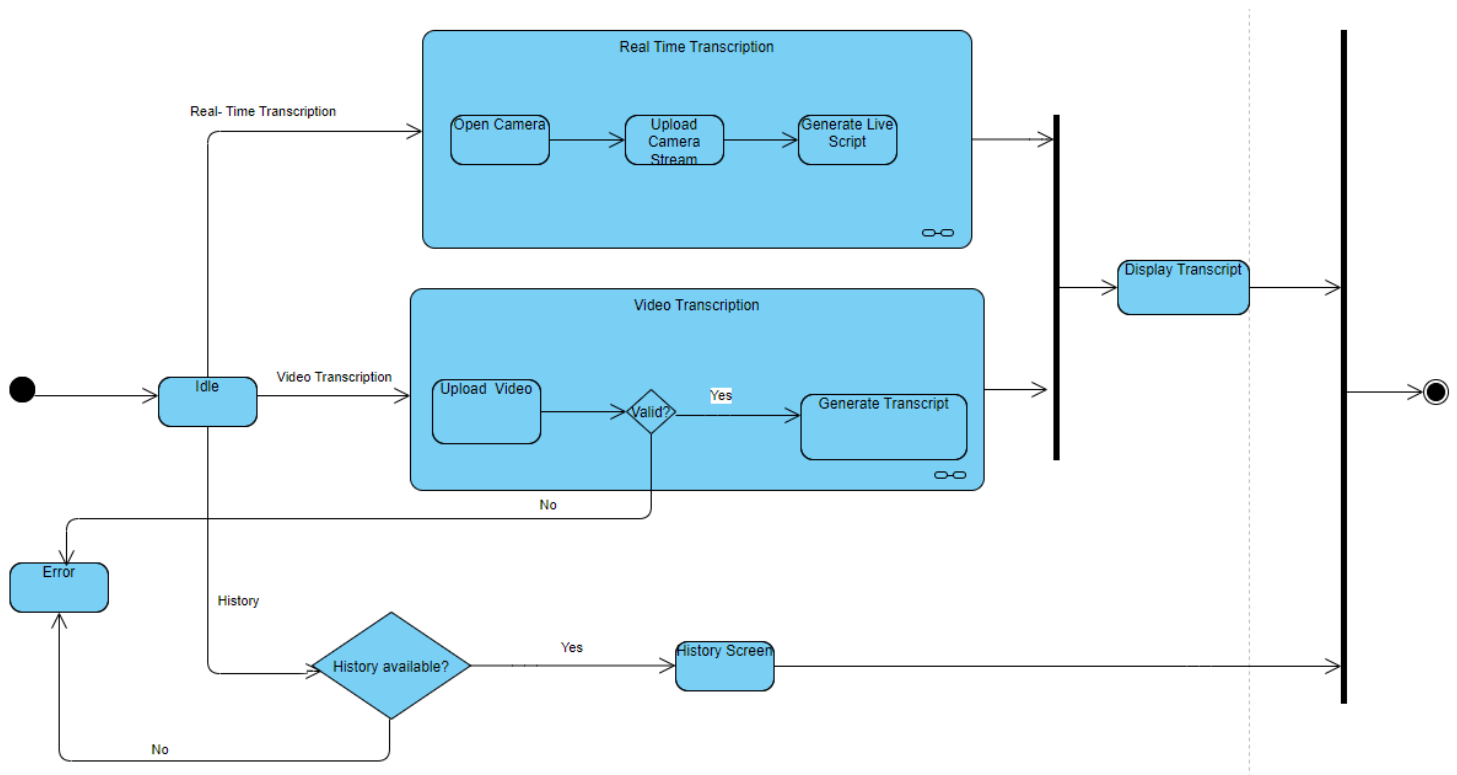 Real Time Transcription
Real- Time Transcription
Open Camera
Upload
Camera
Stream
Generate Live
Script
Display Transcript
Video Transcription
Idle
Video Transcription
Upload  Video
Valid?
Yes
Generate Transcript
No
Error
History
History available?
Yes
History Screen
No